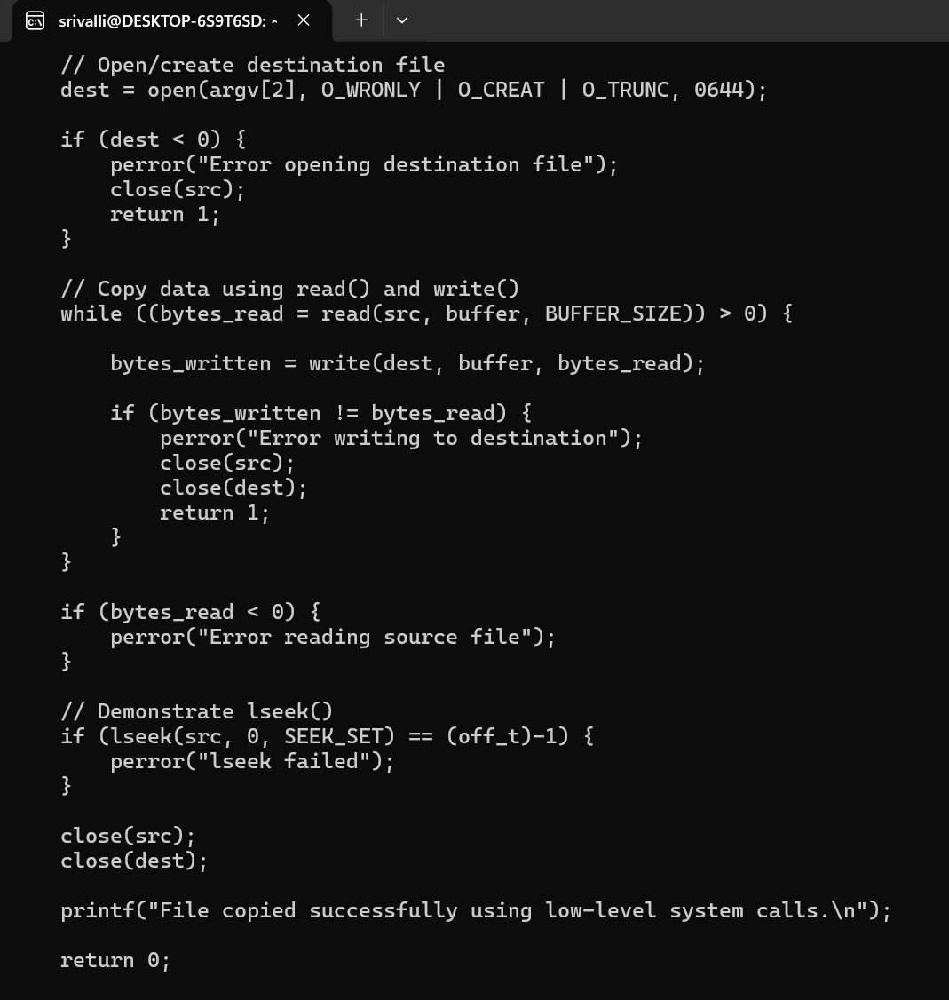 srivalli@DESKTOP-6S9T6SD: ~
// Open/create destination file
dest = open(argv[2], O_WRONLY | O_CREAT | O_TRUNC, 0644);
if (dest < 0) {
perror("Error opening destination file");
close(src);
return 1;
}
// Copy data using read() and write()
while ((bytes_read = read(src, buffer, BUFFER_SIZE)) > 0) {
bytes_written = write(dest, buffer, bytes_read);
if (bytes_written != bytes_read) {
perror("Error writing to destination");
close(src);
close(dest);
return 1;
}
}
if (bytes_read < 0) {
perror("Error reading source file");
}
// Demonstrate lseek()
if (lseek(src, 0, SEEK_SET) == (off_t)-1) {
perror("lseek failed");
}
close(src);
close(dest);
printf("File copied successfully using low-level system calls.\n");
return 0;